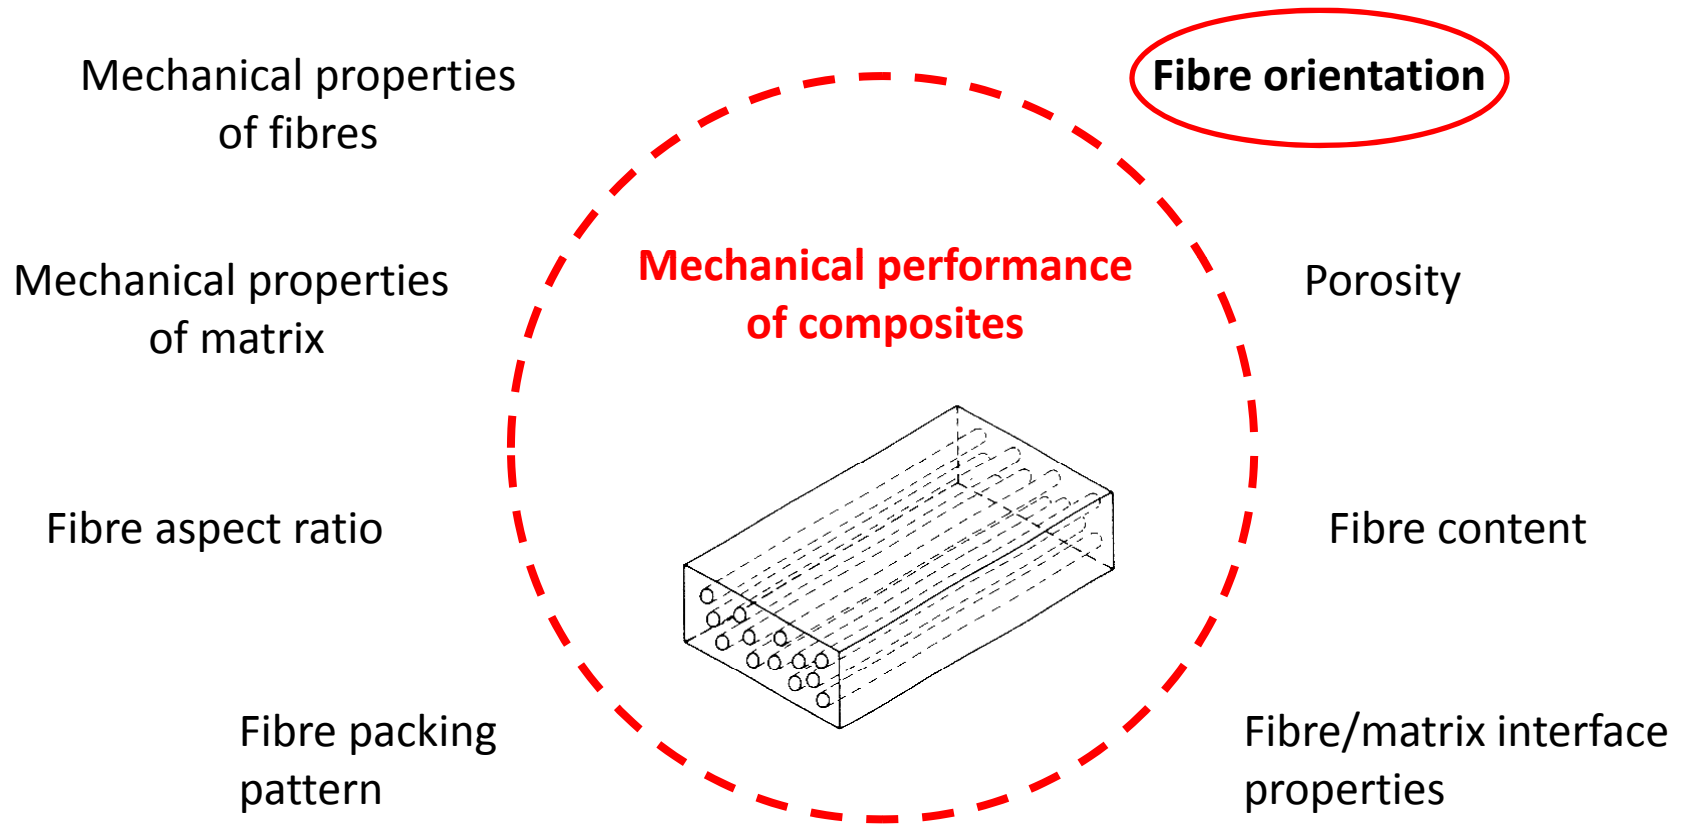 Mechanical properties
of fibres
Fibre orientation
Mechanical properties
of matrix
Mechanical performance
of composites
Porosity
Fibre aspect ratio
Fibre content
Fibre packing
pattern
Fibre/matrix interface
properties